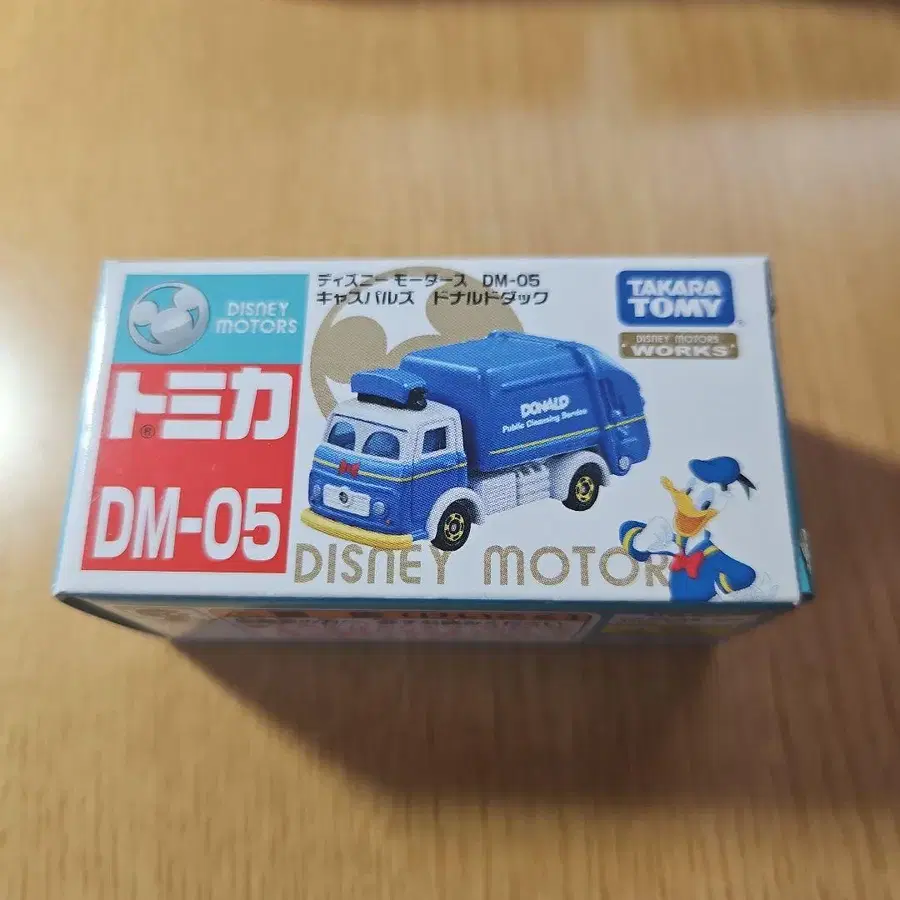 DISNEY
MOTORS
ディズニー モータース DM-05
キャスパルズ ドナルドダック
TAKARA
TOMY
DISNEY MOTORS
WORKS
トミカ
®
DONALD
Public Cleansing Service
DM-05
DISNEY MOTOR